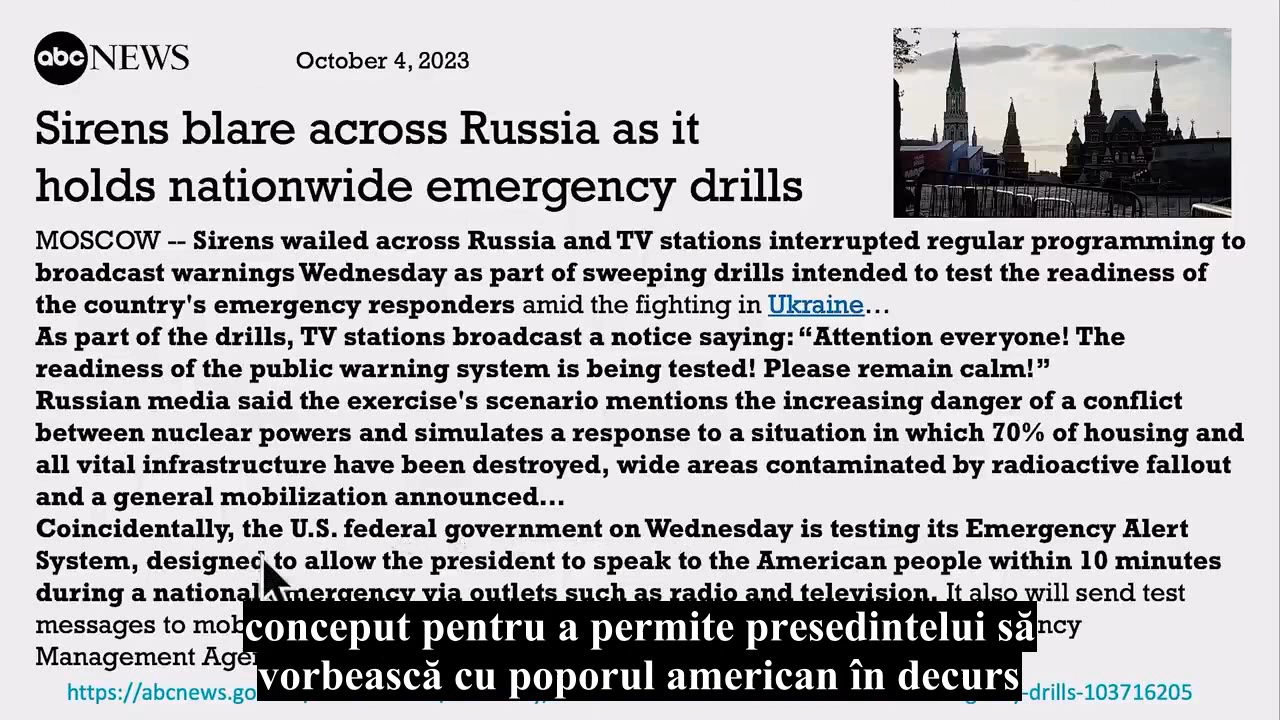 abc NEWS
October 4, 2023
Sirens blare across Russia as it
holds nationwide emergency drills
MOSCOW -- Sirens wailed across Russia and TV stations interrupted regular programming to
broadcast warnings Wednesday as part of sweeping drills intended to test the readiness of
the country's emergency responders amid the fighting in Ukraine…
As part of the drills, TV stations broadcast a notice saying: “Attention everyone! The
readiness of the public warning system is being tested! Please remain calm!”
Russian media said the exercise's scenario mentions the increasing danger of a conflict
between nuclear powers and simulates a response to a situation in which 70% of housing and
all vital infrastructure have been destroyed, wide areas contaminated by radioactive fallout
and a general mobilization announced…
Coincidentally, the U.S. federal government on Wednesday is testing its Emergency Alert
System, designed to allow the president to speak to the American people within 10 minutes
during a national emergency via outlets such as radio and television. It also will send test
messages to
conceput pentru a permite presedintelui să
Management
vorbească cu poporul american în decurs
https://abcnews.go
-drills-103716205